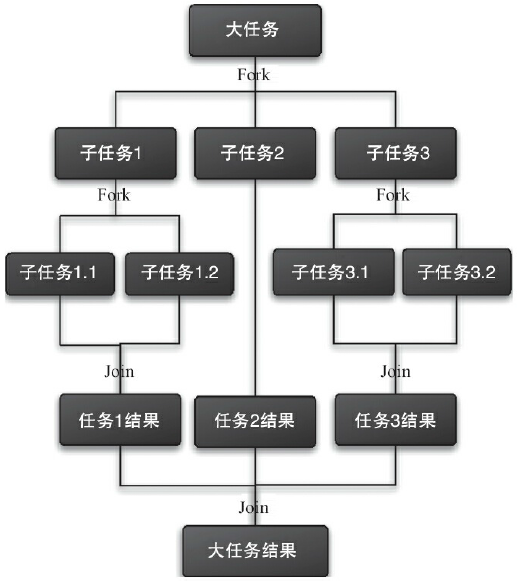 大任务
Fork
子任务1
子任务2
子任务3
Fork
Fork
子任务1.1
子任务1.2
子任务3.1
子任务3.2
Join
Join
任务1结果
任务2结果
任务3结果
Join
大任务结果